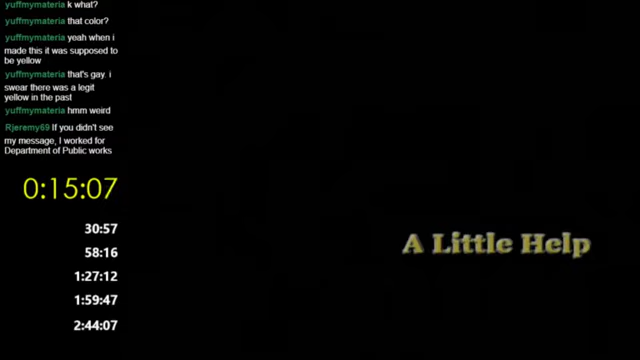 yuffmymateria k what?
yuffmymateria that color?
yuffmymateria yeah when i
made this it was supposed to
be yellow
yuffmymateria that's gay. i
swear there was a legit
yellow in the past
yuffmymateria hmm weird
Rjeremy69 If you didn't see
my message, I worked for
Department of Public works
0:15:07
30:57
58:16
1:27:12
1:59:47
2:44:07
A Little Help